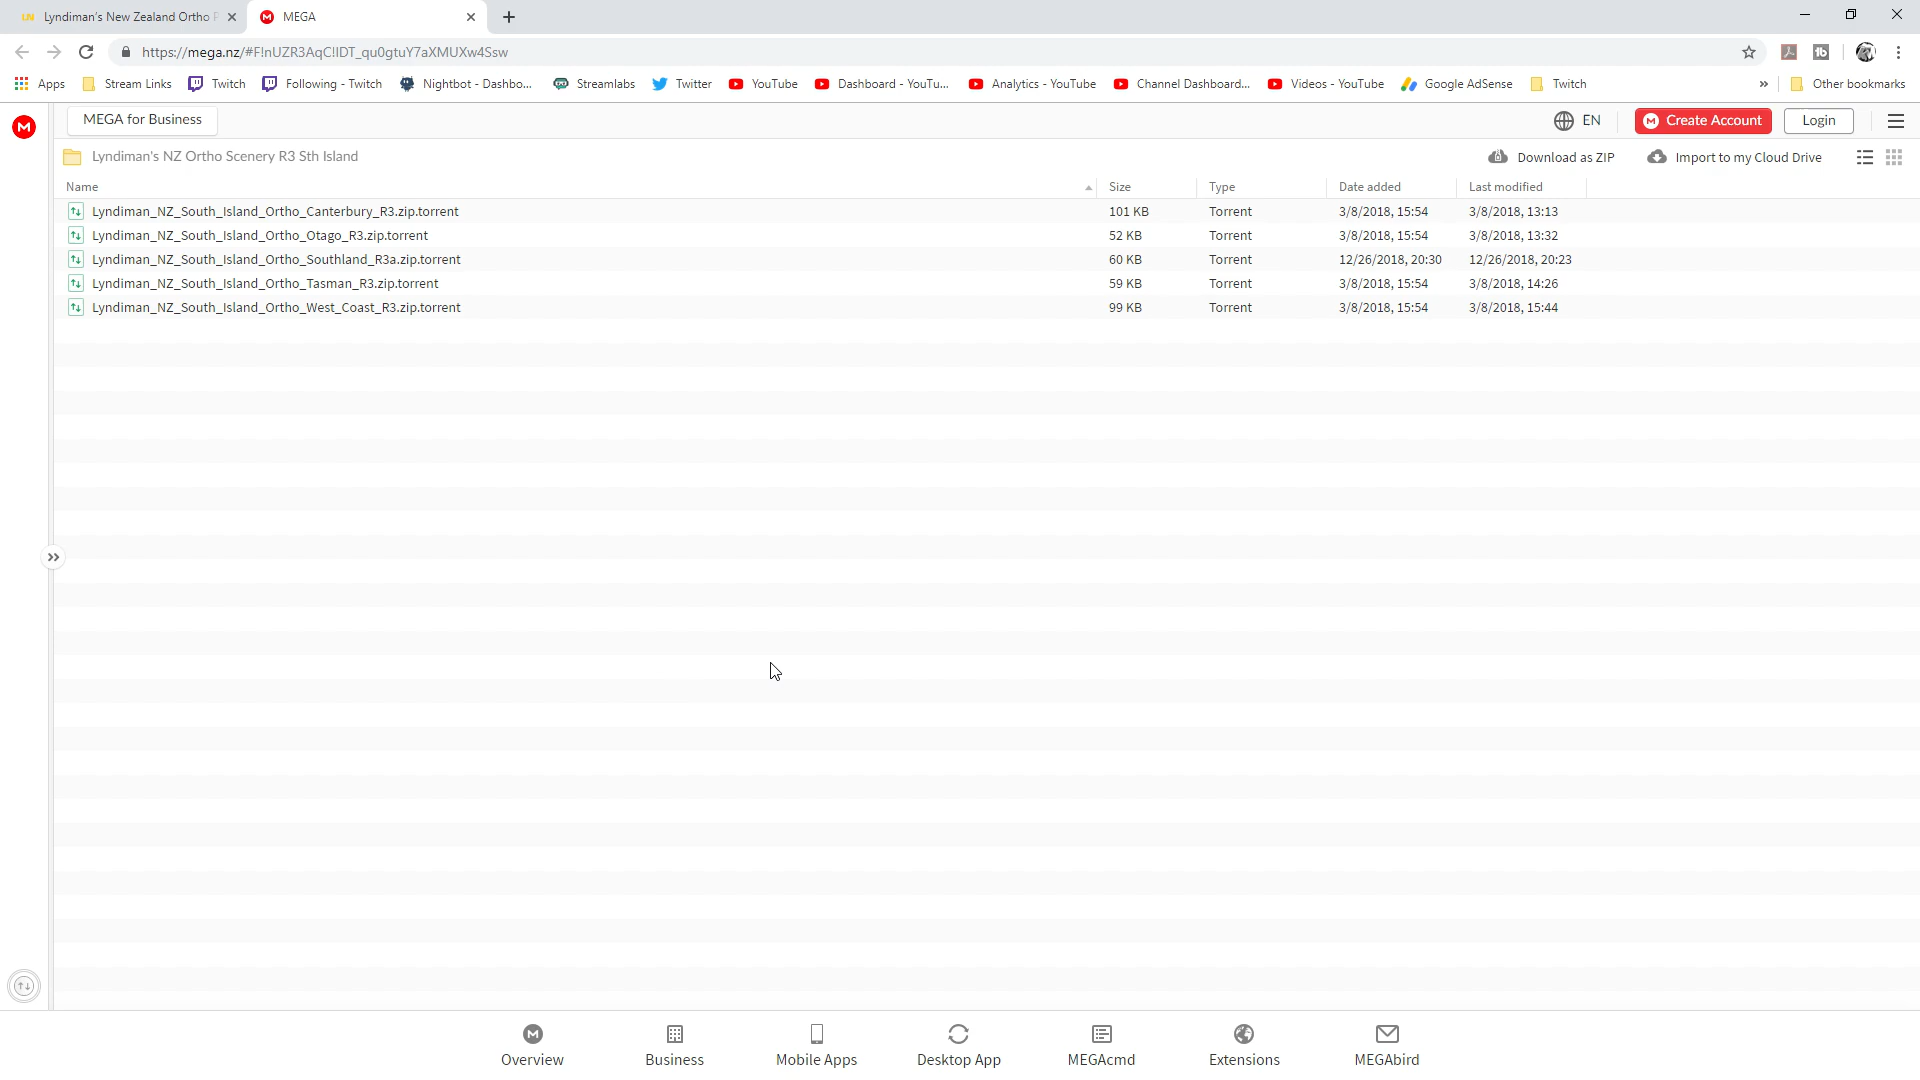 Lyndiman's New Zealand Ortho
MEGA
https://mega.nz/#F!nUZR3AqC!IDT_qu0gtuY7aXMUXw4Ssw
Apps Stream Links Twitch Following - Twitch Nightbot - Dashbo... Streamlabs Twitter YouTube Dashboard - YouTu... Analytics - YouTube Channel Dashboard... Videos - YouTube Google AdSense Twitch » Other bookmarks
MEGA for Business EN Create Account Login
Lyndiman's NZ Ortho Scenery R3 Sth Island Download as ZIP Import to my Cloud Drive
Name Size Type Date added Last modified
Lyndiman_NZ_South_Island_Ortho_Canterbury_R3.zip.torrent 101 KB Torrent 3/8/2018, 15:54 3/8/2018, 13:13
Lyndiman_NZ_South_Island_Ortho_Otago_R3.zip.torrent 52 KB Torrent 3/8/2018, 15:54 3/8/2018, 13:32
Lyndiman_NZ_South_Island_Ortho_Southland_R3a.zip.torrent 60 KB Torrent 12/26/2018, 20:30 12/26/2018, 20:23
Lyndiman_NZ_South_Island_Ortho_Tasman_R3.zip.torrent 59 KB Torrent 3/8/2018, 15:54 3/8/2018, 14:26
Lyndiman_NZ_South_Island_Ortho_West_Coast_R3.zip.torrent 99 KB Torrent 3/8/2018, 15:54 3/8/2018, 15:44
Overview Business Mobile Apps Desktop App MEGAcmd Extensions MEGAbird